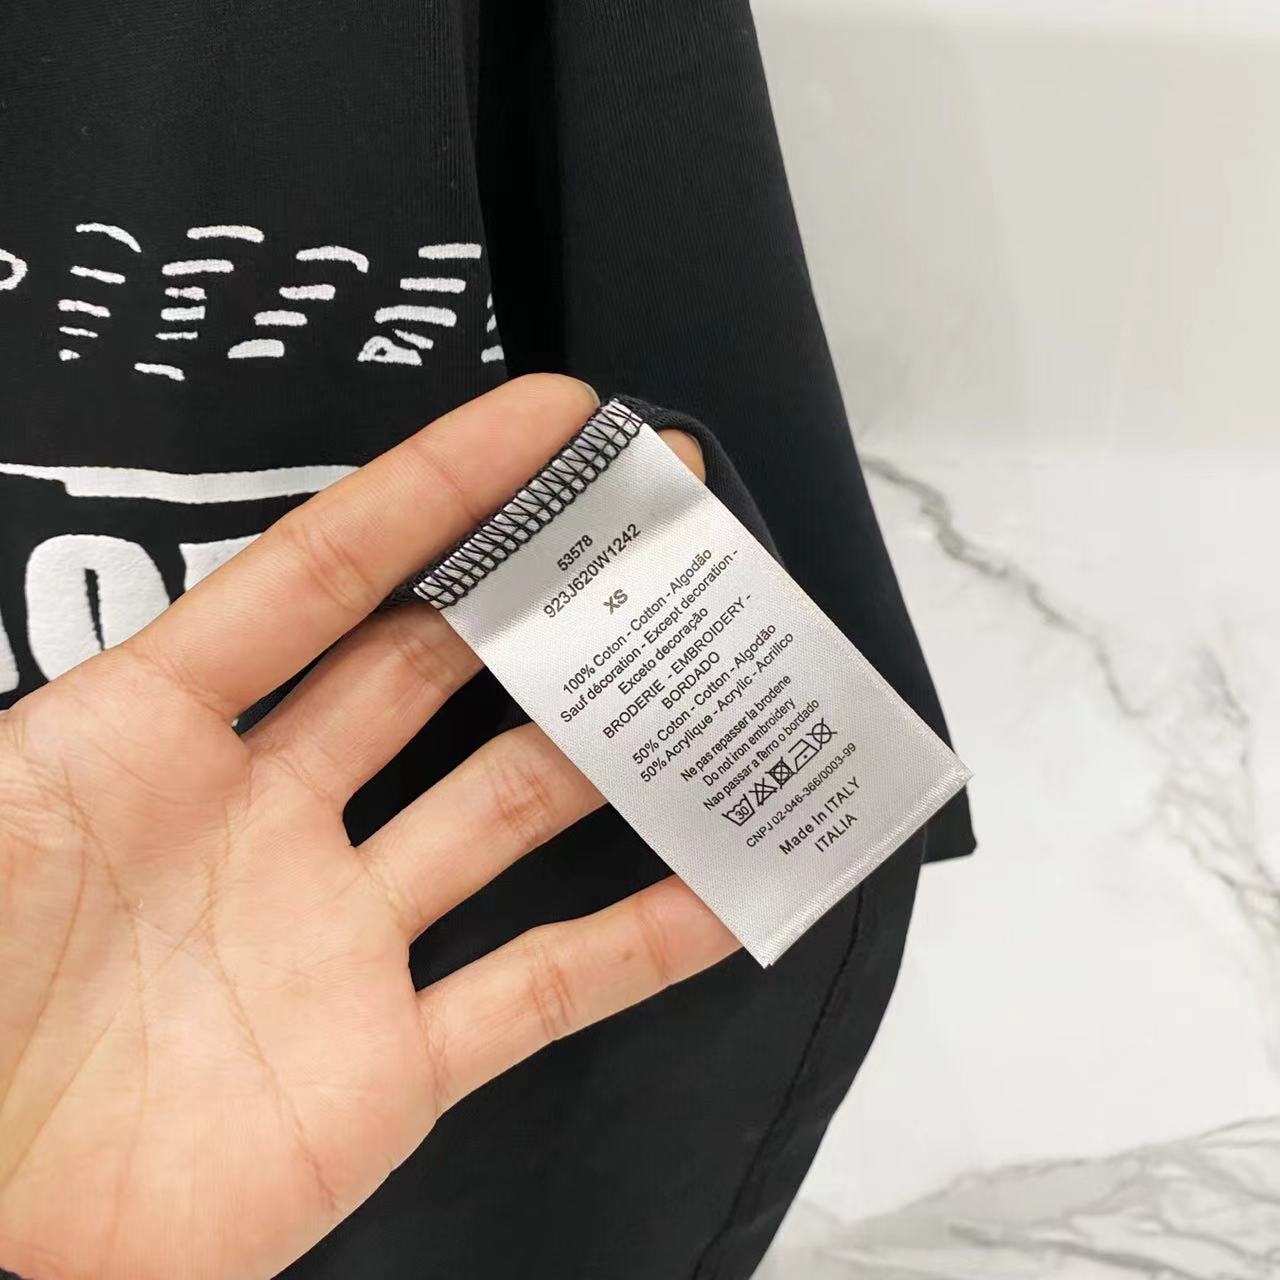 53578
923J620W1242
XS
100% Coton - Cotton - Algodão
Sauf décoration - Except decoration -
Exceto decoração
BRODERIE - EMBROIDERY -
BORDADO
50% Coton - Cotton - Algodão
50% Acrylique - Acrylic - Acrilico
Ne pas repasser la brodene
Do not iron embroidery
Nao passar a ferro o bordado
30
CNPJ 02-046-366/0003-99
Made In ITALY
ITALIA